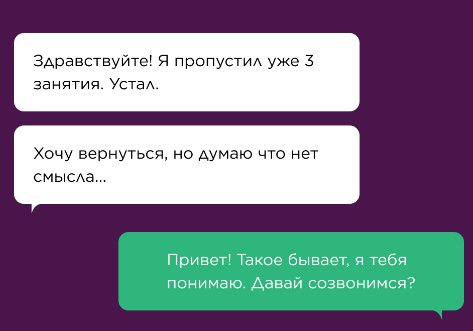 Здравствуйте! Я пропустил уже 3
занятия. Устал.
Хочу вернуться, но думаю что нет
смысла...
Привет! Такое бывает, я тебя
понимаю. Давай созвонимся?